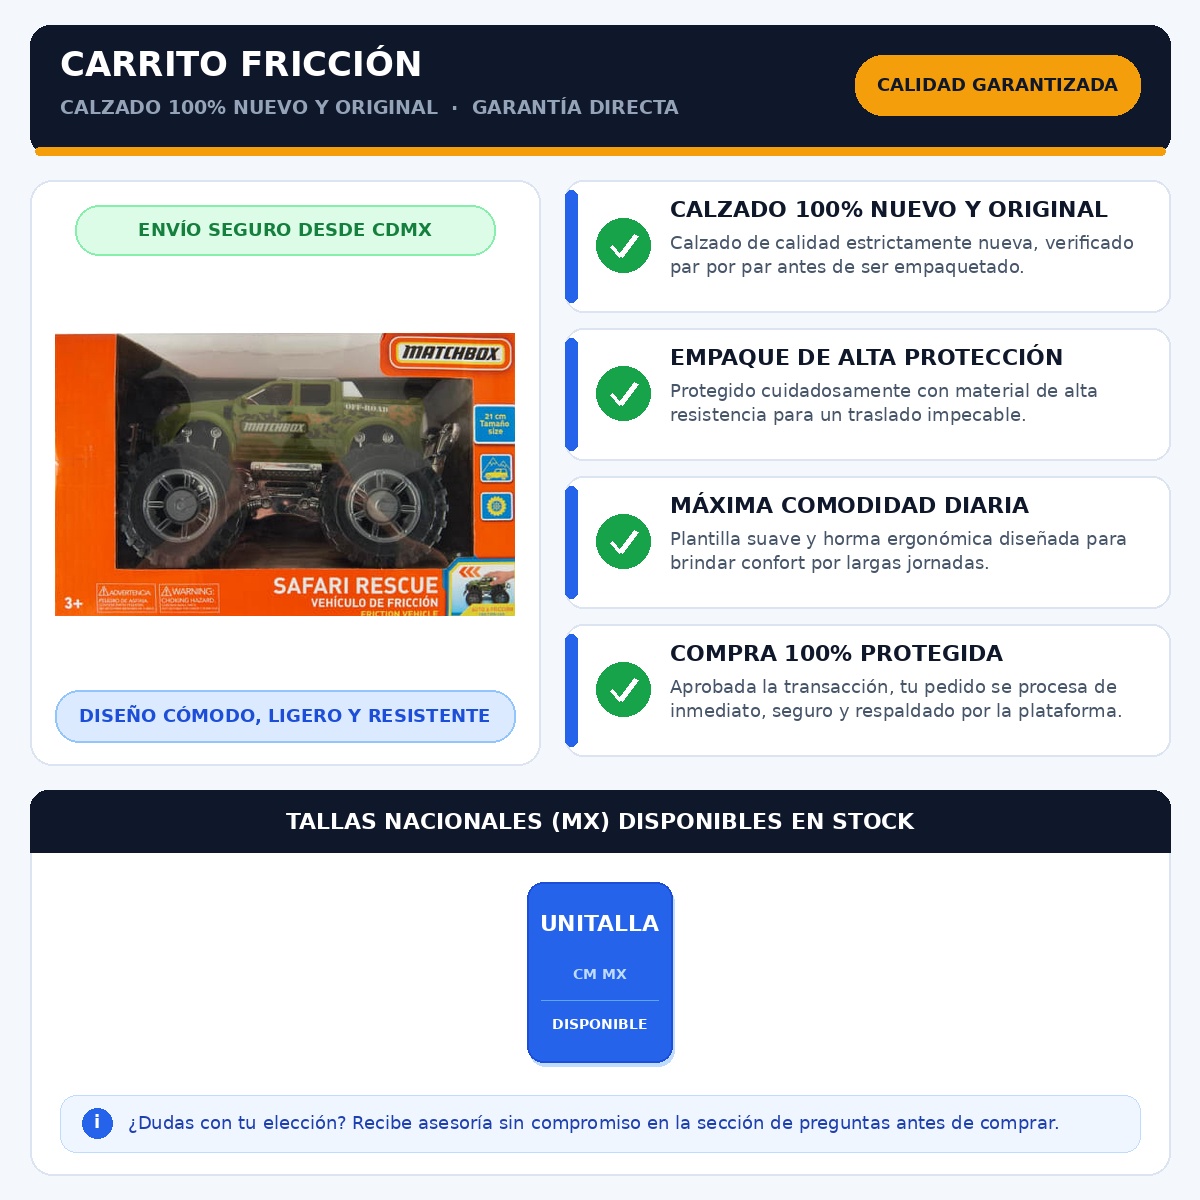 CARRITO FRICCIÓN
CALZADO 100% NUEVO Y ORIGINAL · GARANTÍA DIRECTA
CALIDAD GARANTIZADA
ENVÍO SEGURO DESDE CDMX
MATCHBOX
OFF-ROAD
MATCHBOX
21 cm
Tamaño
size
SAFARI RESCUE
VEHÍCULO DE FRICCIÓN
FRICTION VEHICLE
3+
ADVERTENCIA
WARNING:
CHOKING HAZARD
DISEÑO CÓMODO, LIGERO Y RESISTENTE
CALZADO 100% NUEVO Y ORIGINAL
Calzado de calidad estrictamente nueva, verificado
par por par antes de ser empaquetado.
EMPAQUE DE ALTA PROTECCIÓN
Protegido cuidadosamente con material de alta
resistencia para un traslado impecable.
MÁXIMA COMODIDAD DIARIA
Plantilla suave y horma ergonómica diseñada para
brindar confort por largas jornadas.
COMPRA 100% PROTEGIDA
Aprobada la transacción, tu pedido se procesa de
inmediato, seguro y respaldado por la plataforma.
TALLAS NACIONALES (MX) DISPONIBLES EN STOCK
UNITALLA
CM MX
DISPONIBLE
i
¿Dudas con tu elección? Recibe asesoría sin compromiso en la sección de preguntas antes de comprar.